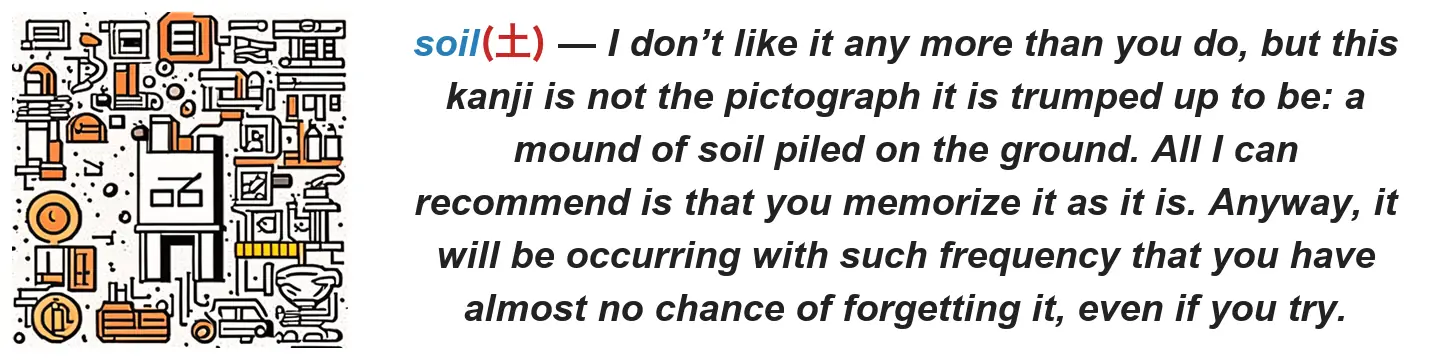 soil(土) — I don’t like it any more than you do, but this
kanji is not the pictograph it is trumped up to be: a
mound of soil piled on the ground. All I can
recommend is that you memorize it as it is. Anyway, it
will be occurring with such frequency that you have
almost no chance of forgetting it, even if you try.